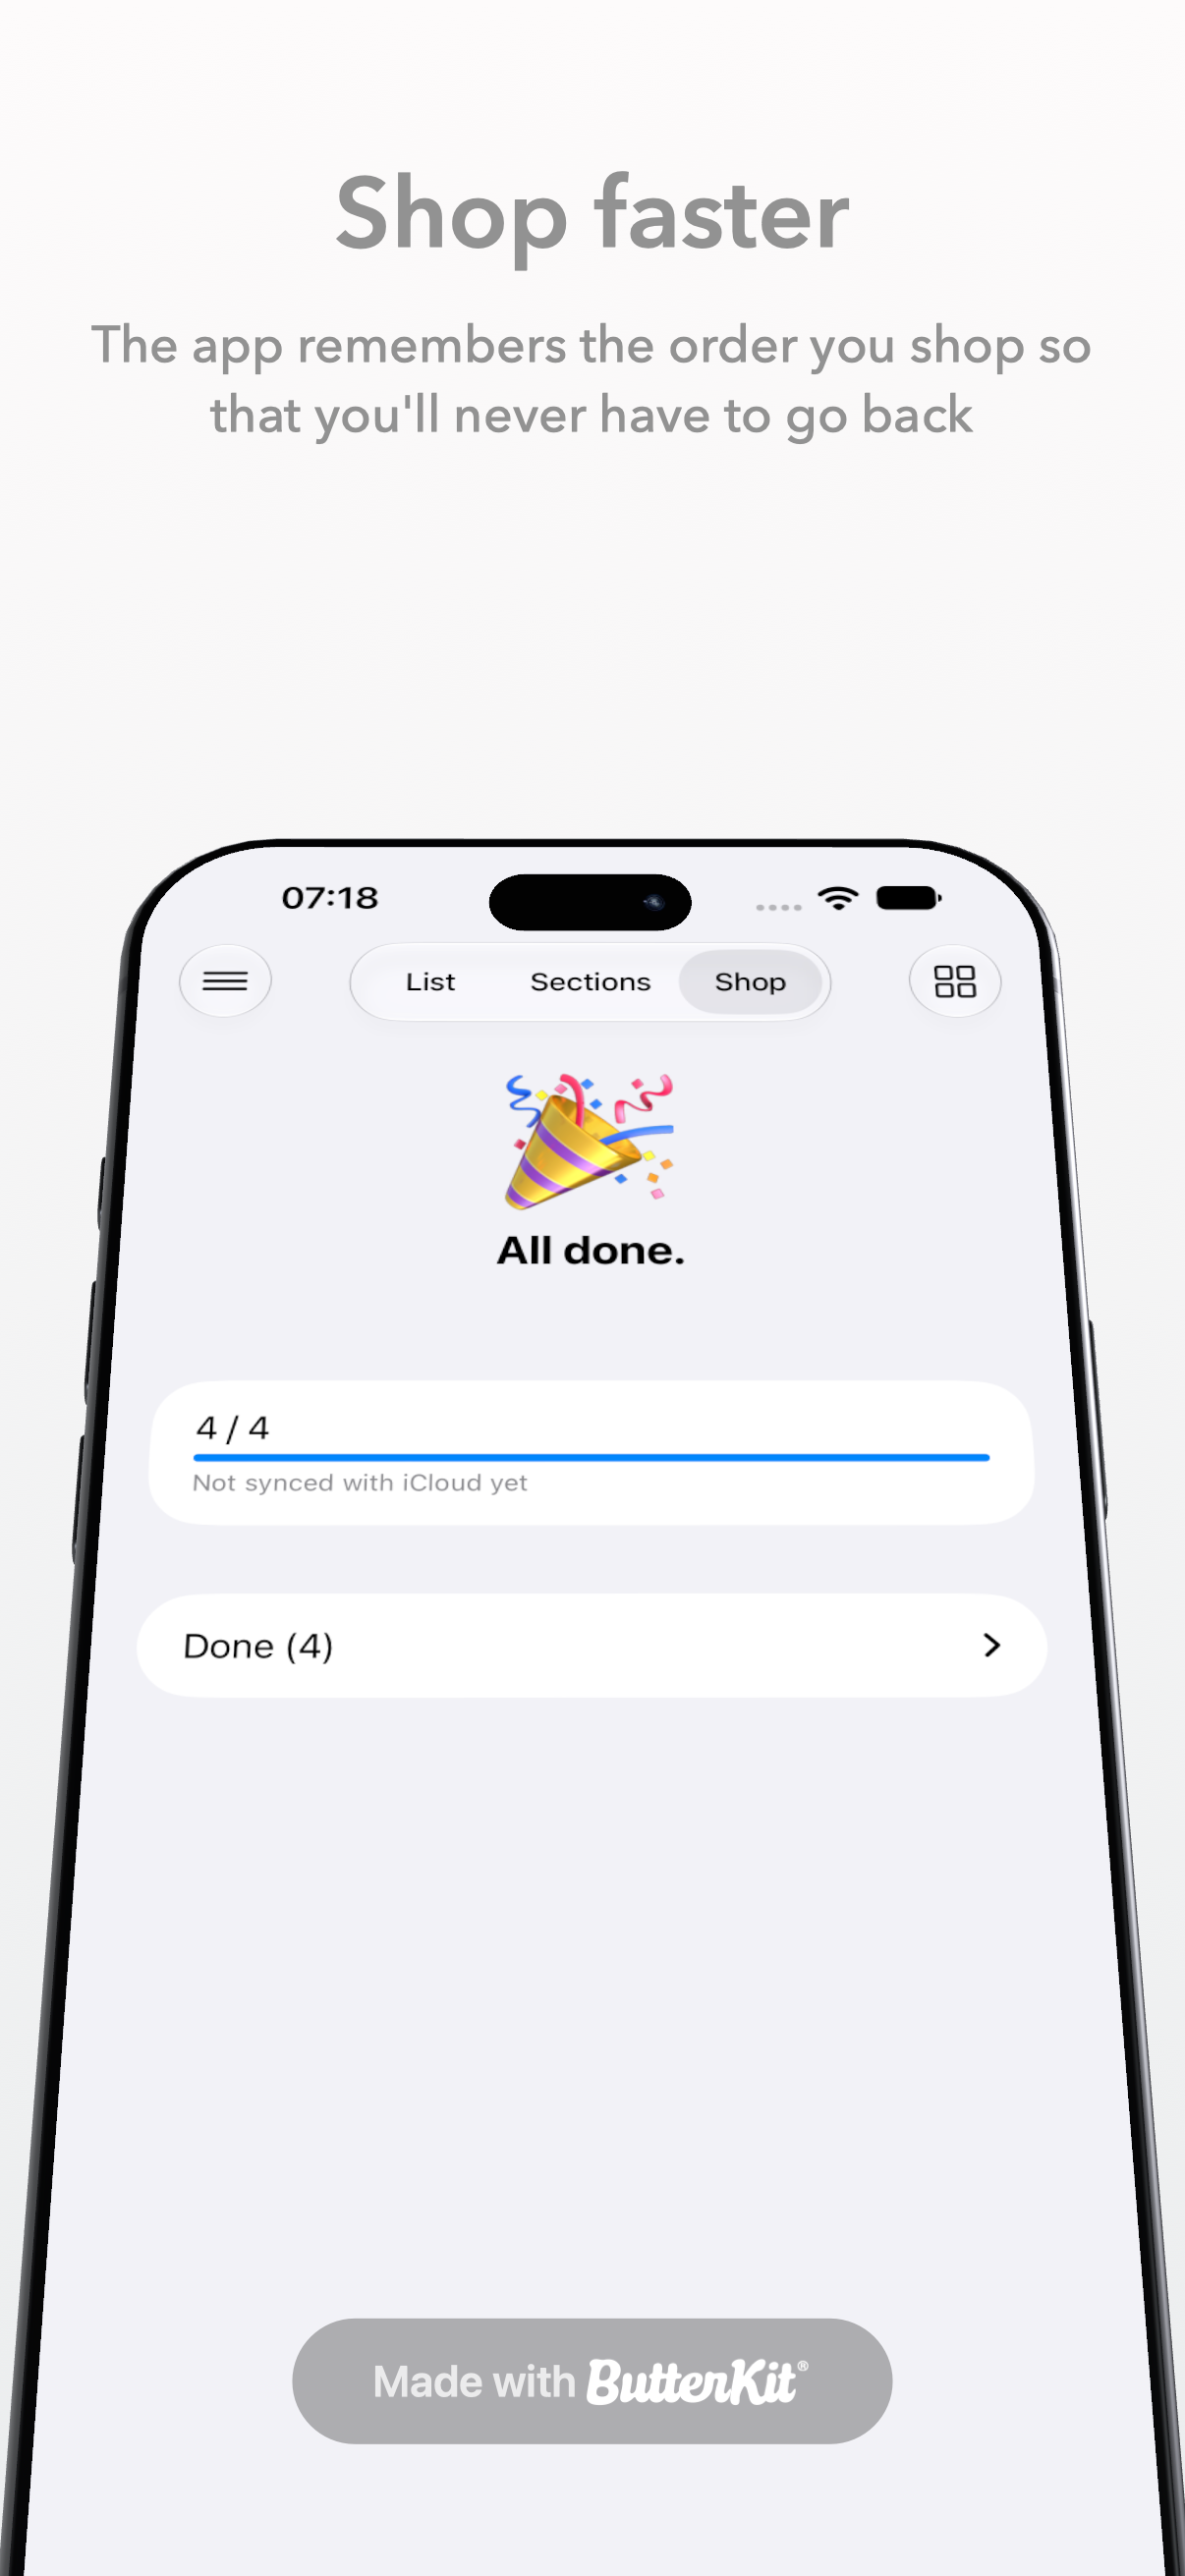 Shop faster
The app remembers the order you shop so
that you'll never have to go back
07:18
List Sections Shop
All done.
4 / 4
Not synced with iCloud yet
Done (4)
Made with ButterKit®